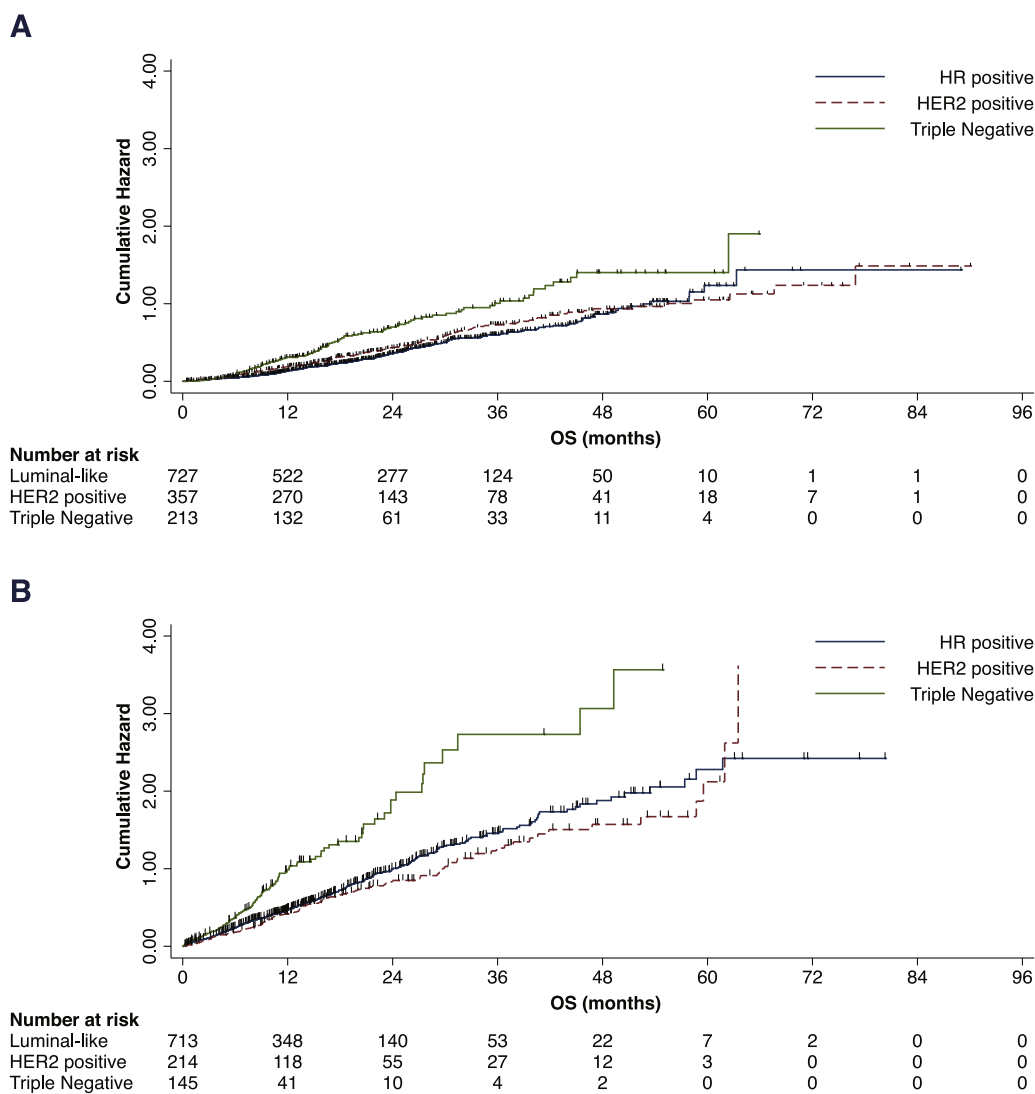 A
4.00
3.00
2.00
1.00
0.00
Cumulative Hazard
HR positive
HER2 positive
Triple Negative
0 12 24 36 48 60 72 84 96
OS (months)
Number at risk
Luminal-like 727 522 277 124 50 10 1 1 0
HER2 positive 357 270 143 78 41 18 7 1 0
Triple Negative 213 132 61 33 11 4 0 0 0
B
4.00
3.00
2.00
1.00
0.00
Cumulative Hazard
HR positive
HER2 positive
Triple Negative
0 12 24 36 48 60 72 84 96
OS (months)
Number at risk
Luminal-like 713 348 140 53 22 7 2 0 0
HER2 positive 214 118 55 27 12 3 0 0 0
Triple Negative 145 41 10 4 2 0 0 0 0